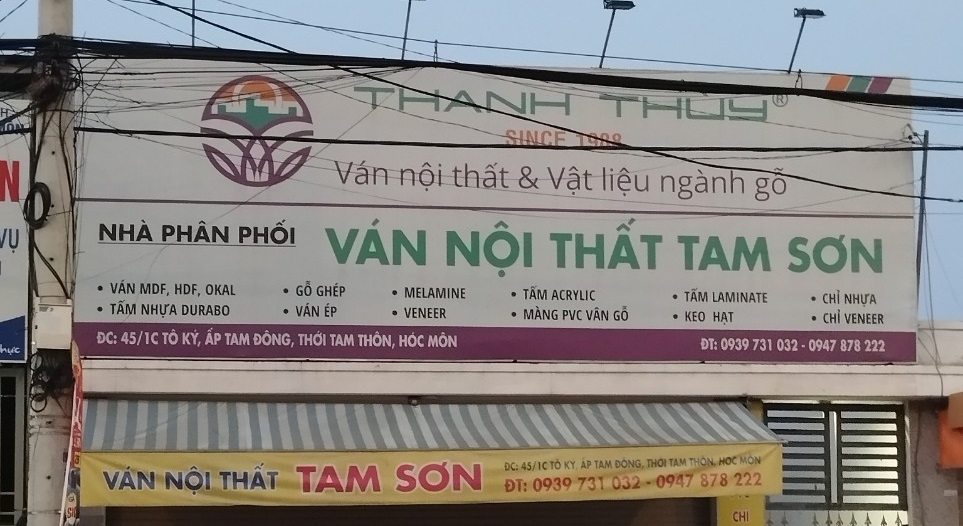 THANH THÙY®
SINCE 1988
Ván nội thất & Vật liệu ngành gỗ
NHÀ PHÂN PHỐI
VÁN NỘI THẤT TAM SƠN
• VÁN MDF, HDF, OKAL
• TẤM NHỰA DURABO
• GỖ GHÉP
• VÁN ÉP
• MELAMINE
• VENEER
• TẤM ACRYLIC
• MÀNG PVC VÂN GỖ
• TẤM LAMINATE
• KEO HẠT
• CHỈ NHỰA
• CHỈ VENEER
ĐC: 45/1C TÔ KÝ, ẤP TAM ĐÔNG, THỚI TAM THÔN, HÓC MÔN
ĐT: 0939 731 032 - 0947 878 222
VÁN NỘI THẤT TAM SƠN
ĐC: 45/1C TÔ KÝ, ẤP TAM ĐÔNG, THỚI TAM THÔN, HÓC MÔN
ĐT: 0939 731 032 - 0947 878 222
CHỈ
VỤ